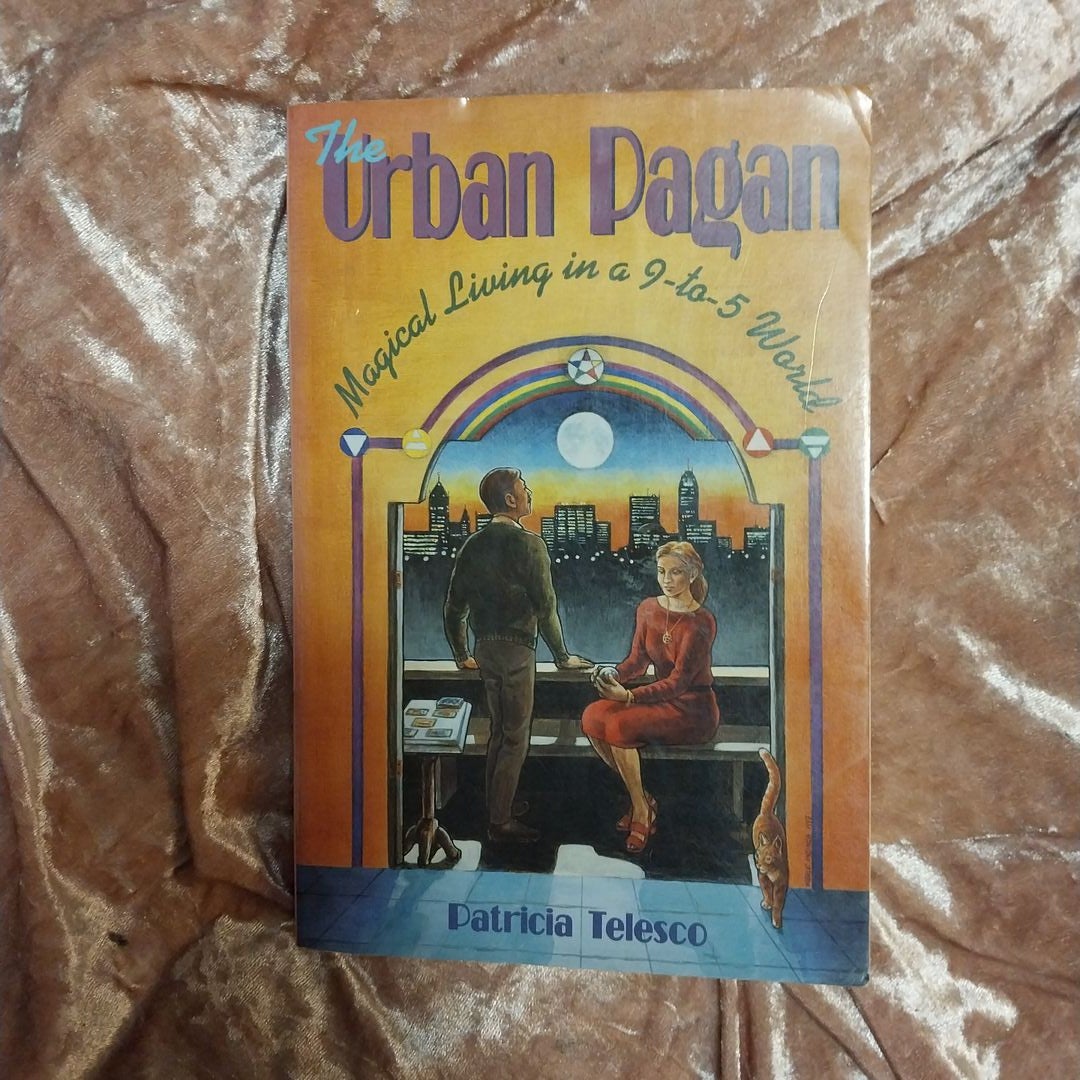 The
Urban Pagan
Magical Living in a 9-to-5 World
Patricia Telesco